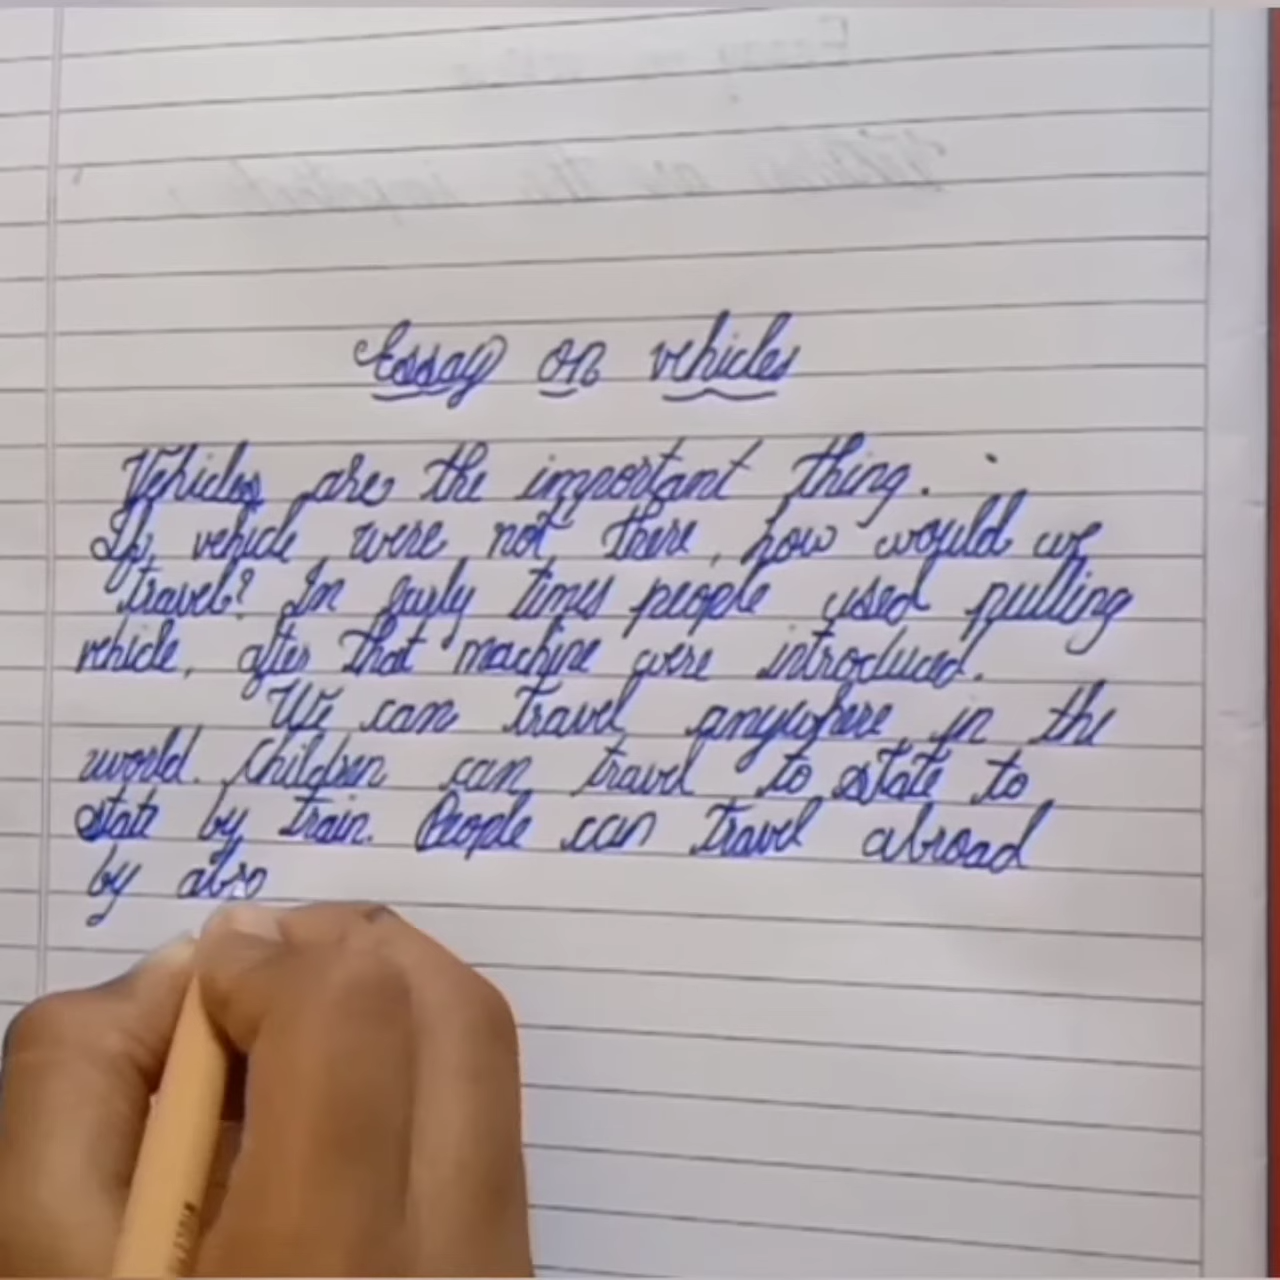 Essay on vehicles
Vehicles are the important thing.
If vehicle were not there, how would we
travel? In early times people used pulling
vehicle, after that machine were introduced.
We can travel anywhere in the
world. Children can travel to state to
state by train. People can travel abroad
by abro